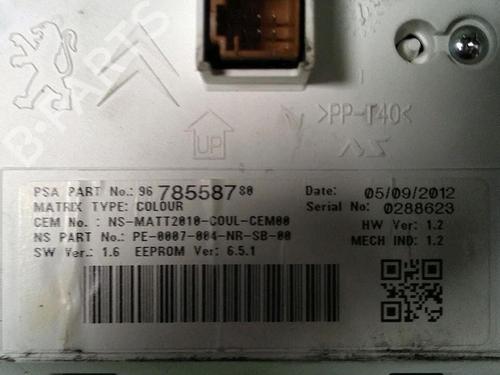 B-PARTS
>PP-T40<
UP
PSA PART No.: 96 785587 80
MATRIX TYPE: COLOUR
CEM No. : NS-MATT2010-COUL-CEM00
NS PART No.: PE-0007-004-NR-SB-00
SW Ver.: 1.6 EEPROM Ver: 6.5.1
Date: 05/09/2012
Serial No: 0288623
HW Ver: 1.2
MECH IND: 1.2